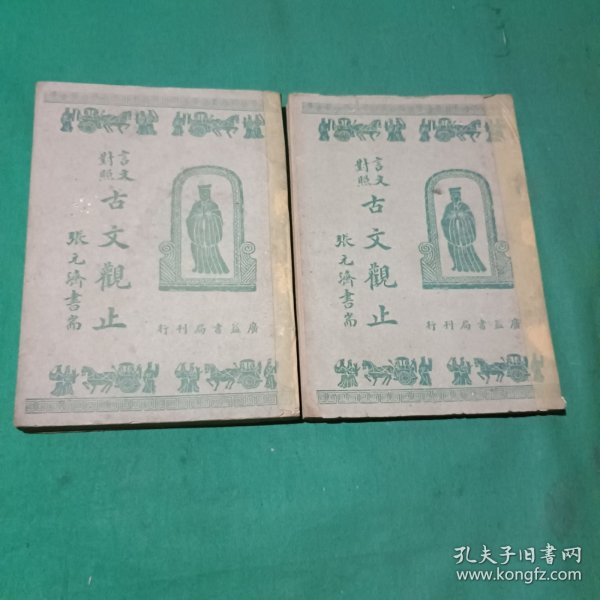 言文
對照
古文觀止
張元濟書耑
行刊局書益廣
言文
對照
古文觀止
張元濟書耑
行刊局書益廣
孔夫子旧书网
www.kongfz.com